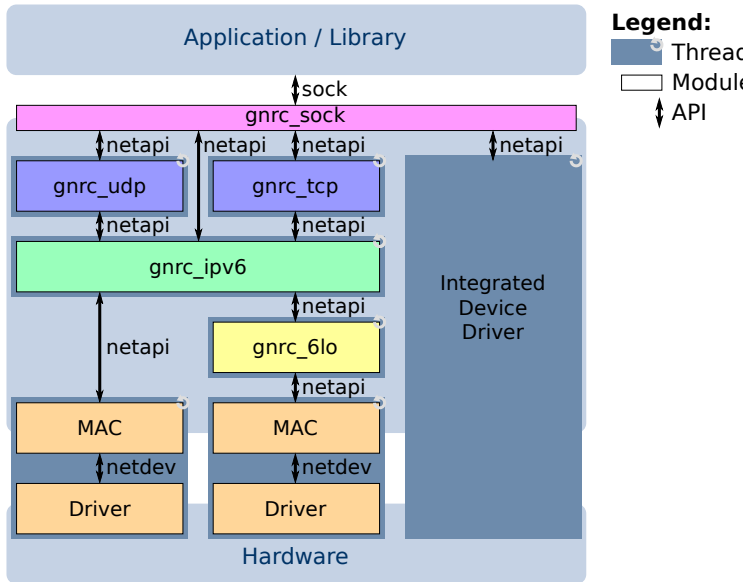 Application / Library
Legend:
Thread
Module
API
sock
gnrc_sock
netapi
netapi
netapi
netapi
gnrc_udp
gnrc_tcp
netapi
netapi
gnrc_ipv6
netapi
Integrated
Device
Driver
netapi
gnrc_6lo
netapi
MAC
MAC
netdev
netdev
Driver
Driver
Hardware